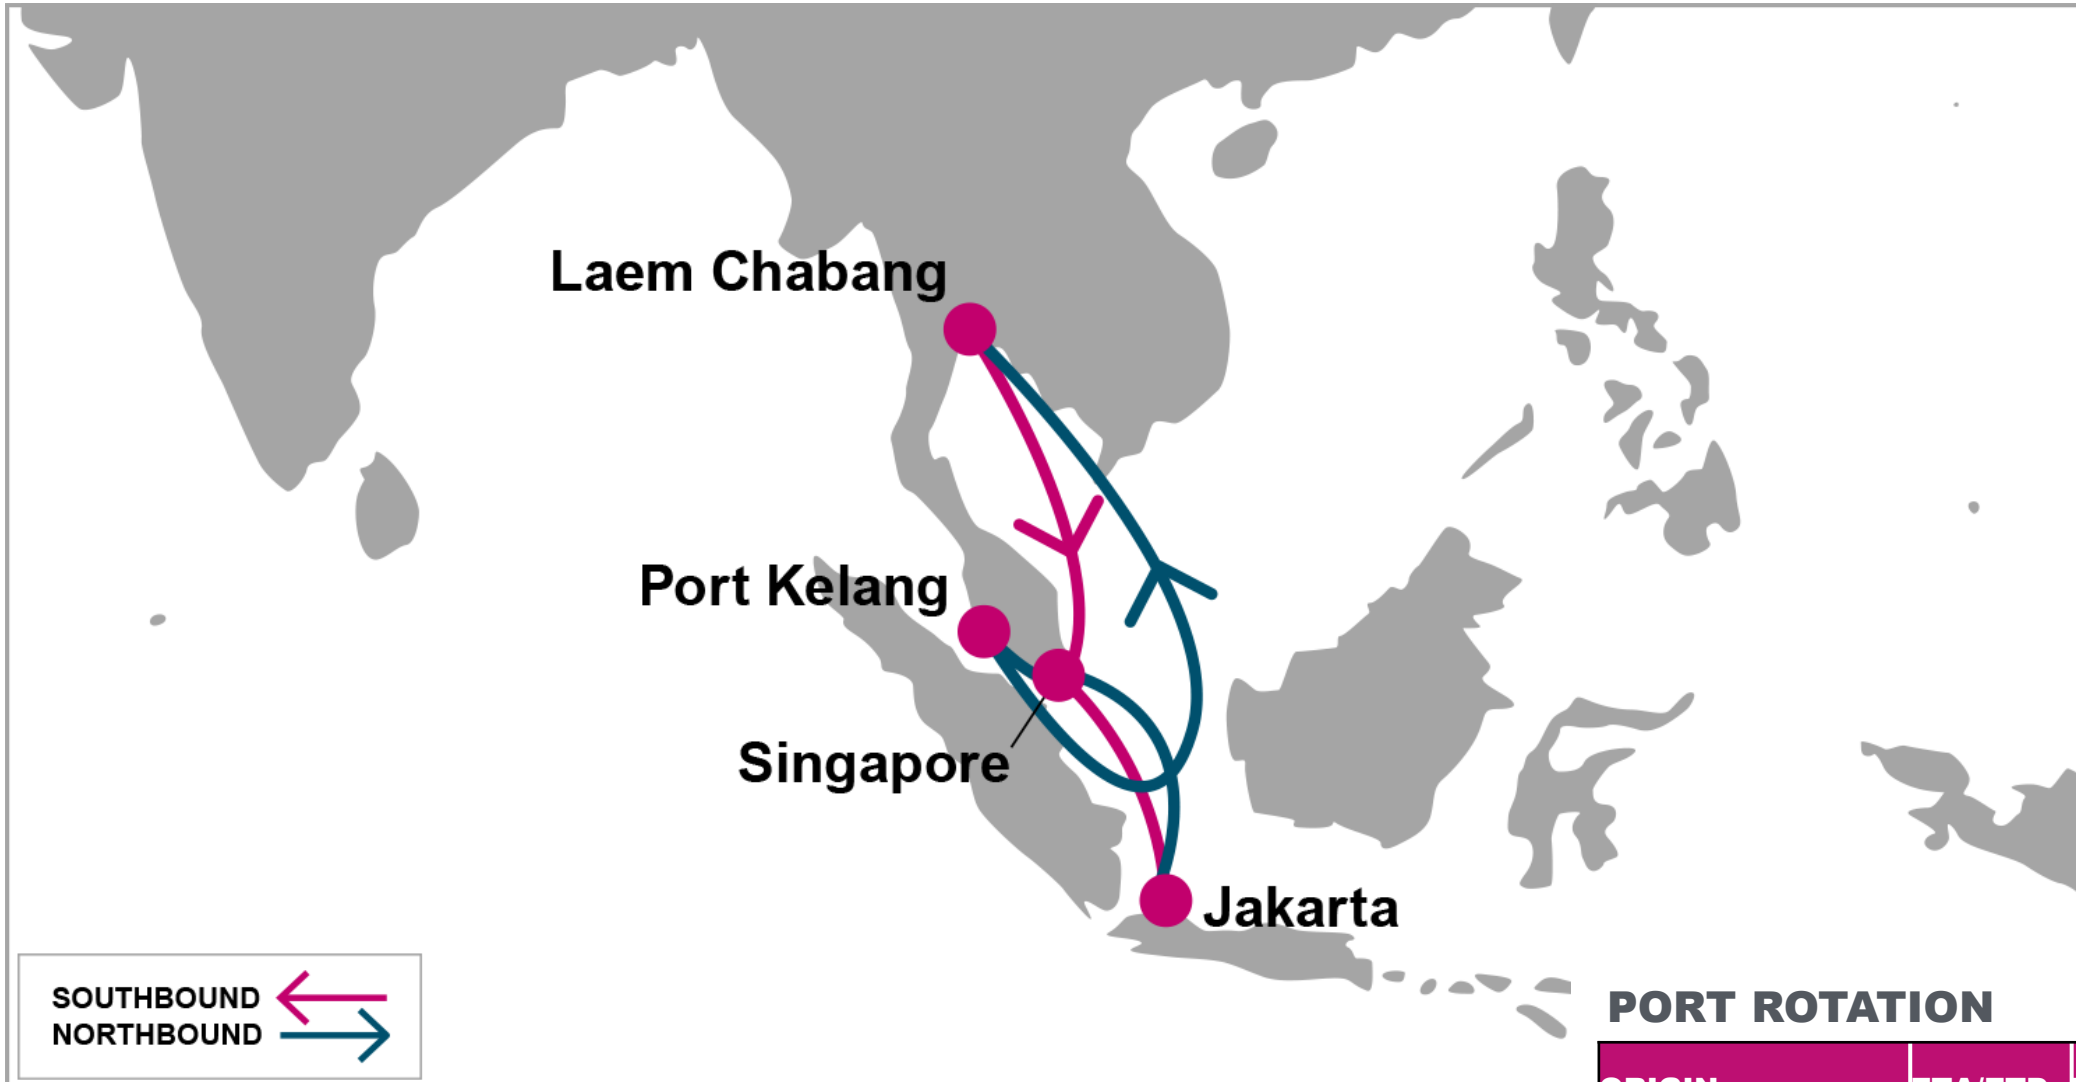 Laem Chabang
Port Kelang
Singapore
Jakarta
SOUTHBOUND
NORTHBOUND
PORT ROTATION